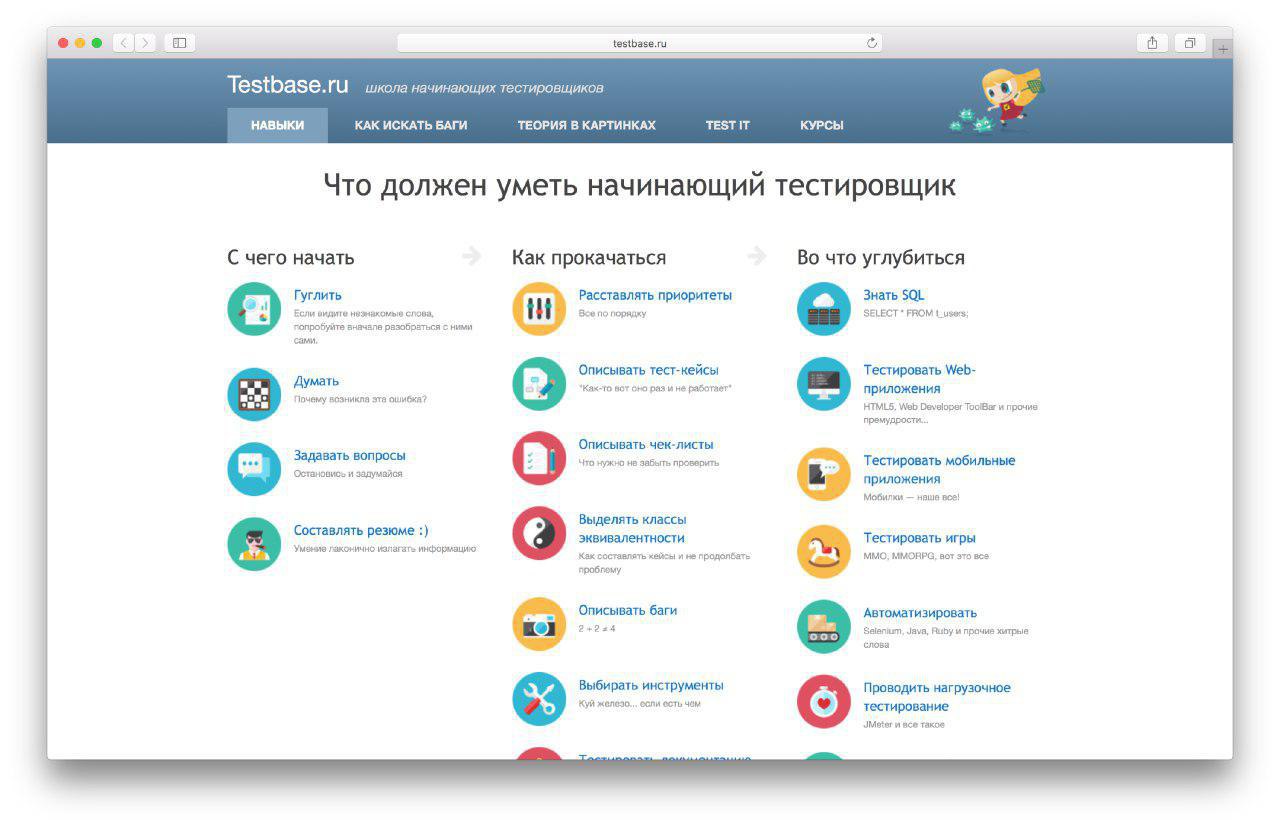 testbase.ru
Testbase.ru школа начинающих тестировщиков
НАВЫКИ КАК ИСКАТЬ БАГИ ТЕОРИЯ В КАРТИНКАХ TEST IT КУРСЫ
Что должен уметь начинающий тестировщик
С чего начать
Гуглить
Если видите незнакомые слова,
попробуйте вначале разобраться с ними
сами.
Думать
Почему возникла эта ошибка?
Задавать вопросы
Остановись и задумайся
Составлять резюме :)
Умение лаконично излагать информацию
Как прокачаться
Расставлять приоритеты
Все по порядку
Описывать тест-кейсы
"Как-то вот оно раз и не работает"
Описывать чек-листы
Что нужно не забыть проверить
Выделять классы
эквивалентности
Как составлять кейсы и не продолбать
проблему
Описывать баги
2 + 2 ≠ 4
Выбирать инструменты
Куй железо... если есть чем
Тестировать документацию
Во что углубиться
Знать SQL
SELECT * FROM t_users;
Тестировать Web-
приложения
HTML5, Web Developer ToolBar и прочие
премудрости...
Тестировать мобильные
приложения
Мобилки — наше все!
Тестировать игры
MMO, MMORPG, вот это все
Автоматизировать
Selenium, Java, Ruby и прочие хитрые
слова
Проводить нагрузочное
тестирование
JMeter и все такое